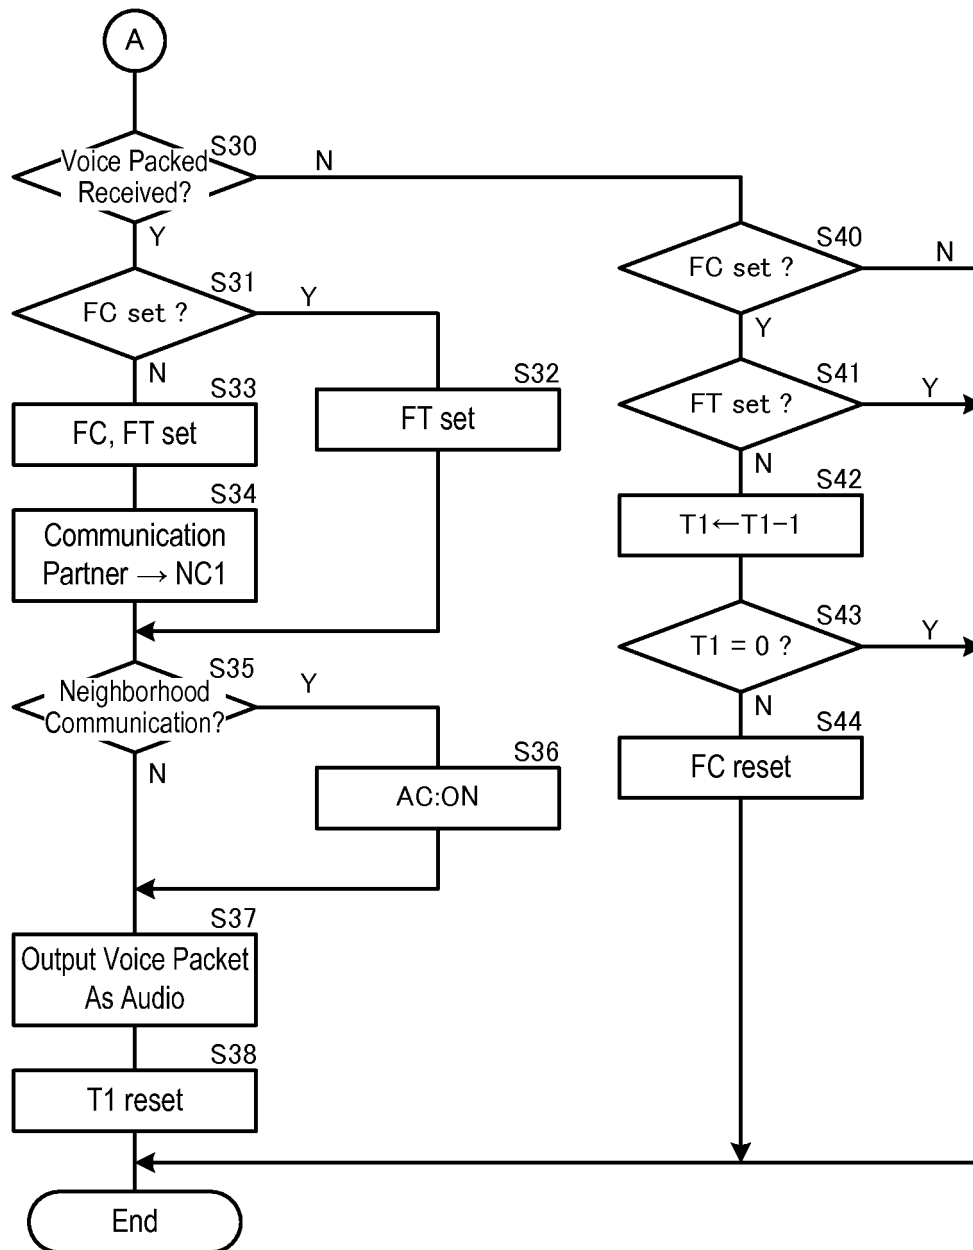 A
S30
Voice Packed
Received?
N
Y
S31
FC set ?
Y
N
S32
FT set
S33
FC, FT set
S34
Communication
Partner → NC1
S35
Neighborhood
Communication?
Y
N
S36
AC:ON
S37
Output Voice Packet
As Audio
S38
T1 reset
End
S40
FC set ?
N
Y
S41
FT set ?
Y
N
S42
T1←T1−1
S43
T1 = 0 ?
Y
N
S44
FC reset